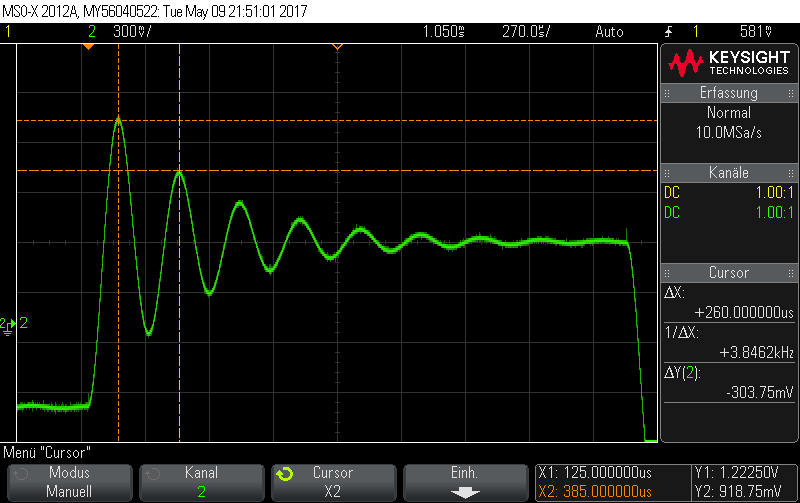 MSO-X 2012A, MY56040522: Tue May 09 21:51:01 2017
1 2 300♈/ 1.050s 270.0s/ Auto 1 581♈
KEYSIGHT
TECHNOLOGIES
Erfassung
Normal
10.0MSa/s
Kanäle
DC 1.00:1
DC 1.00:1
Cursor
ΔX:
+260.000000us
1/ΔX:
+3.8462kHz
ΔY(2):
-303.75mV
2 2
Menü "Cursor"
Modus
Manuell
Kanal
2
Cursor
X2
Einh.
X1: 125.000000us
X2: 385.000000us
Y1: 1.22250V
Y2: 918.75mV